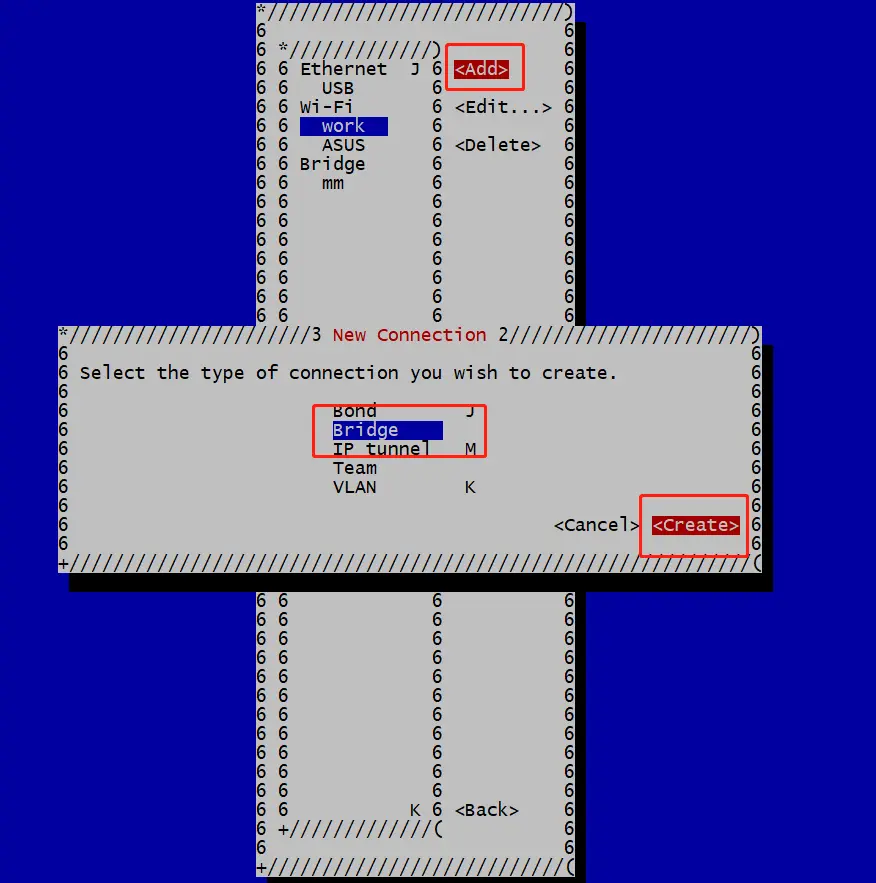 *///////////////////////////)
6 6
6 */////////////) 6
6 6 Ethernet J 6 <Add> 6
6 6 USB 6 6
6 6 Wi-Fi 6 <Edit...> 6
6 6 work 6 6
6 6 ASUS 6 <Delete> 6
6 6 Bridge 6 6
6 6 mm 6 6
6 6 6 6
6 6 6 6
6 6 6 6
6 6 6 6
6 6 6 6
6 6 6 6
6 6 6 6
*//////////////////////3 New Connection 2//////////////////////)
6 6
6 Select the type of connection you wish to create. 6
6 6
6 Bond J 6
6 Bridge 6
6 IP tunnel M 6
6 Team 6
6 VLAN K 6
6 6
6 <Cancel> <Create> 6
6 6
+//////////////////////////////////////////////////////////////(
6 6 6 6
6 6 6 6
6 6 6 6
6 6 6 6
6 6 6 6
6 6 6 6
6 6 6 6
6 6 6 6
6 6 6 6
6 6 6 6
6 6 6 6
6 6 K 6 <Back> 6
6 +/////////////( 6
6 6
+///////////////////////////(